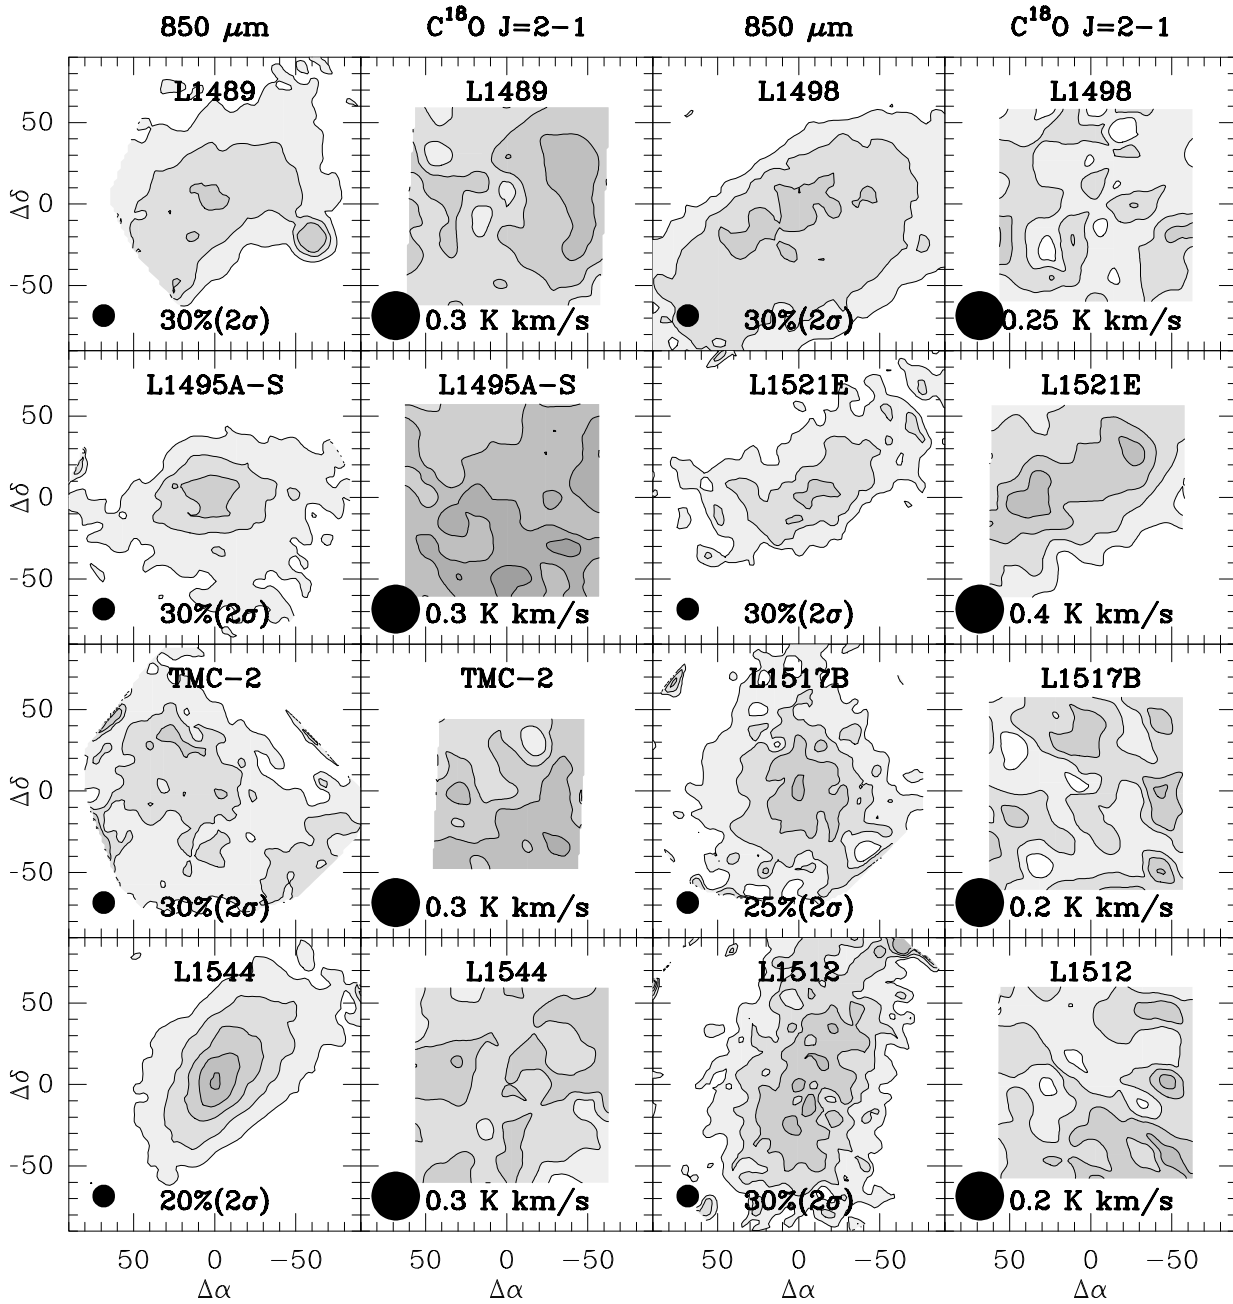 850 μm C¹⁸O J=2−1 850 μm C¹⁸O J=2−1
L1489 L1489 L1498 L1498
50
Δδ 0
-50
30%(2σ) 0.3 K km/s 30%(2σ) 0.25 K km/s
L1495A−S L1495A−S L1521E L1521E
50
Δδ 0
-50
30%(2σ) 0.3 K km/s 30%(2σ) 0.4 K km/s
TMC−2 TMC−2 L1517B L1517B
50
Δδ 0
-50
30%(2σ) 0.3 K km/s 25%(2σ) 0.2 K km/s
L1544 L1544 L1512 L1512
50
Δδ 0
-50
20%(2σ) 0.3 K km/s 30%(2σ) 0.2 K km/s
50 0 −50 50 0 −50 50 0 −50 50 0 −50
Δα Δα Δα Δα